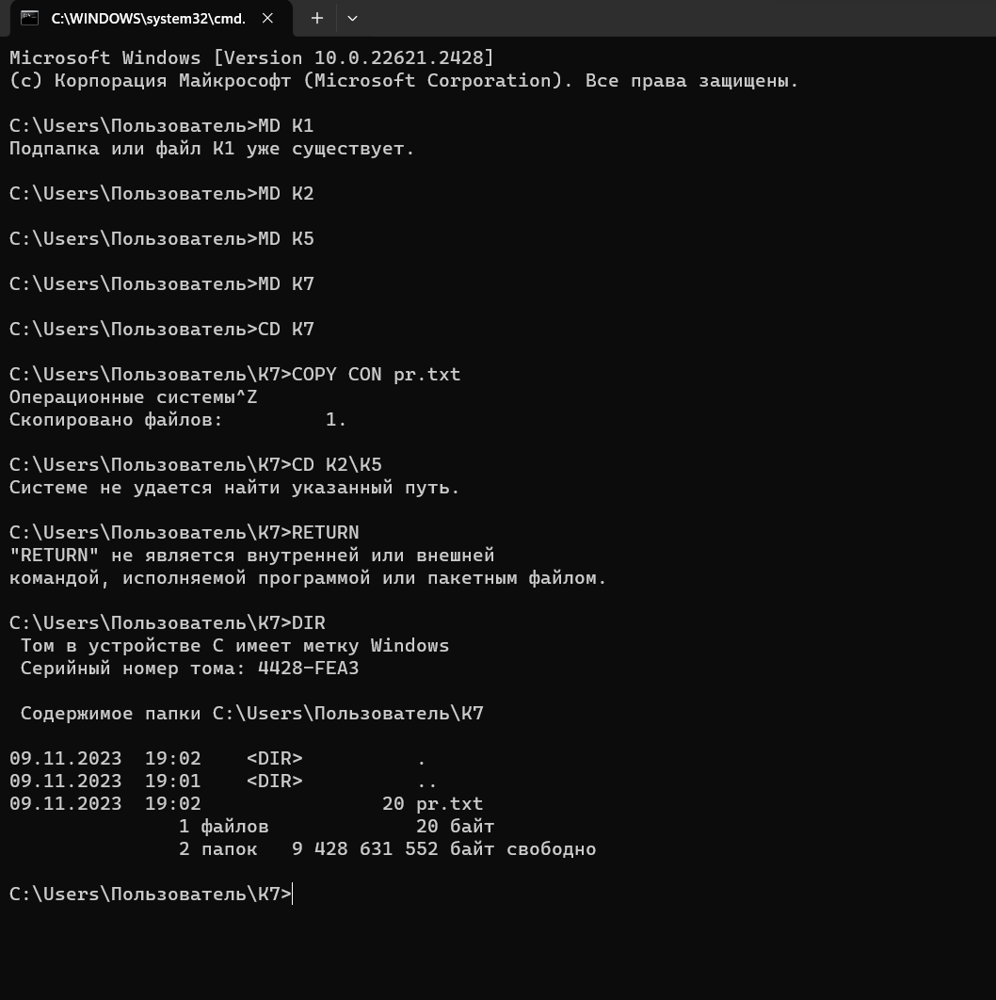 C:\WINDOWS\system32\cmd.
Microsoft Windows [Version 10.0.22621.2428]
(c) Корпорация Майкрософт (Microsoft Corporation). Все права защищены.
C:\Users\Пользователь>MD K1
Подпапка или файл K1 уже существует.
C:\Users\Пользователь>MD K2
C:\Users\Пользователь>MD K5
C:\Users\Пользователь>MD K7
C:\Users\Пользователь>CD K7
C:\Users\Пользователь\K7>COPY CON pr.txt
Операционные системы^Z
Скопировано файлов:         1.
C:\Users\Пользователь\K7>CD K2\K5
Системе не удается найти указанный путь.
C:\Users\Пользователь\K7>RETURN
"RETURN" не является внутренней или внешней
командой, исполняемой программой или пакетным файлом.
C:\Users\Пользователь\K7>DIR
 Том в устройстве C имеет метку Windows
 Серийный номер тома: 4428-FEA3
 Содержимое папки C:\Users\Пользователь\K7
09.11.2023  19:02    <DIR>          .
09.11.2023  19:01    <DIR>          ..
09.11.2023  19:02                20 pr.txt
               1 файлов             20 байт
               2 папок   9 428 631 552 байт свободно
C:\Users\Пользователь\K7>